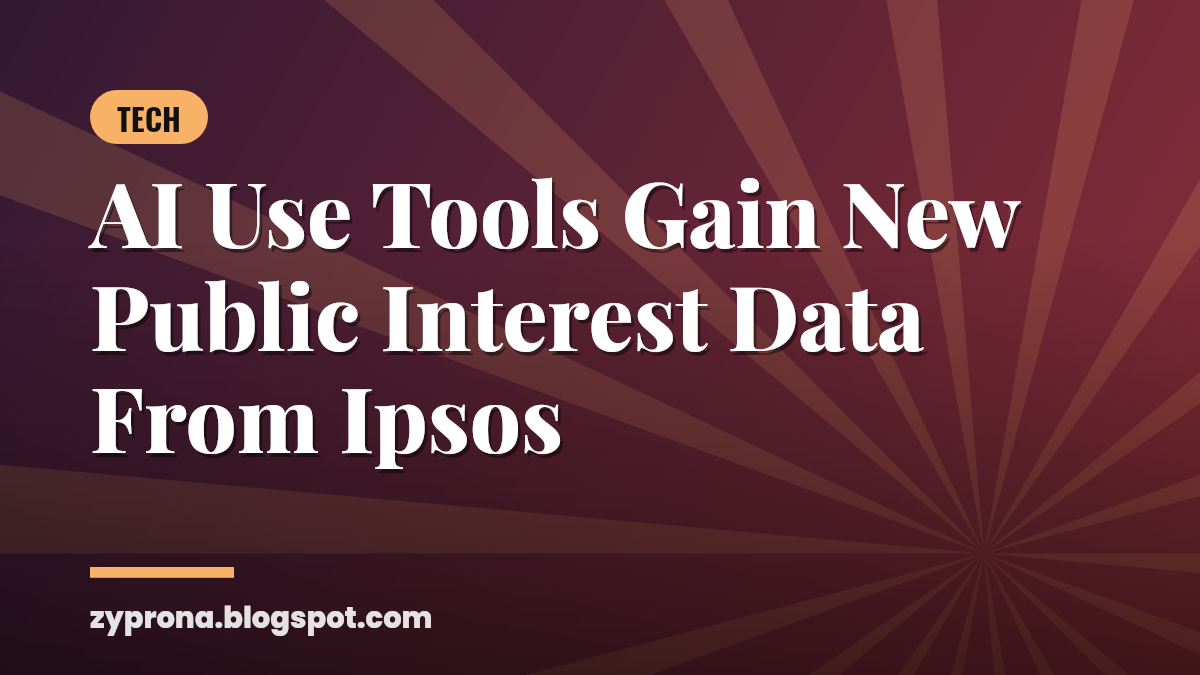 TECH
AI Use Tools Gain New
Public Interest Data
From Ipsos
zyprona.blogspot.com